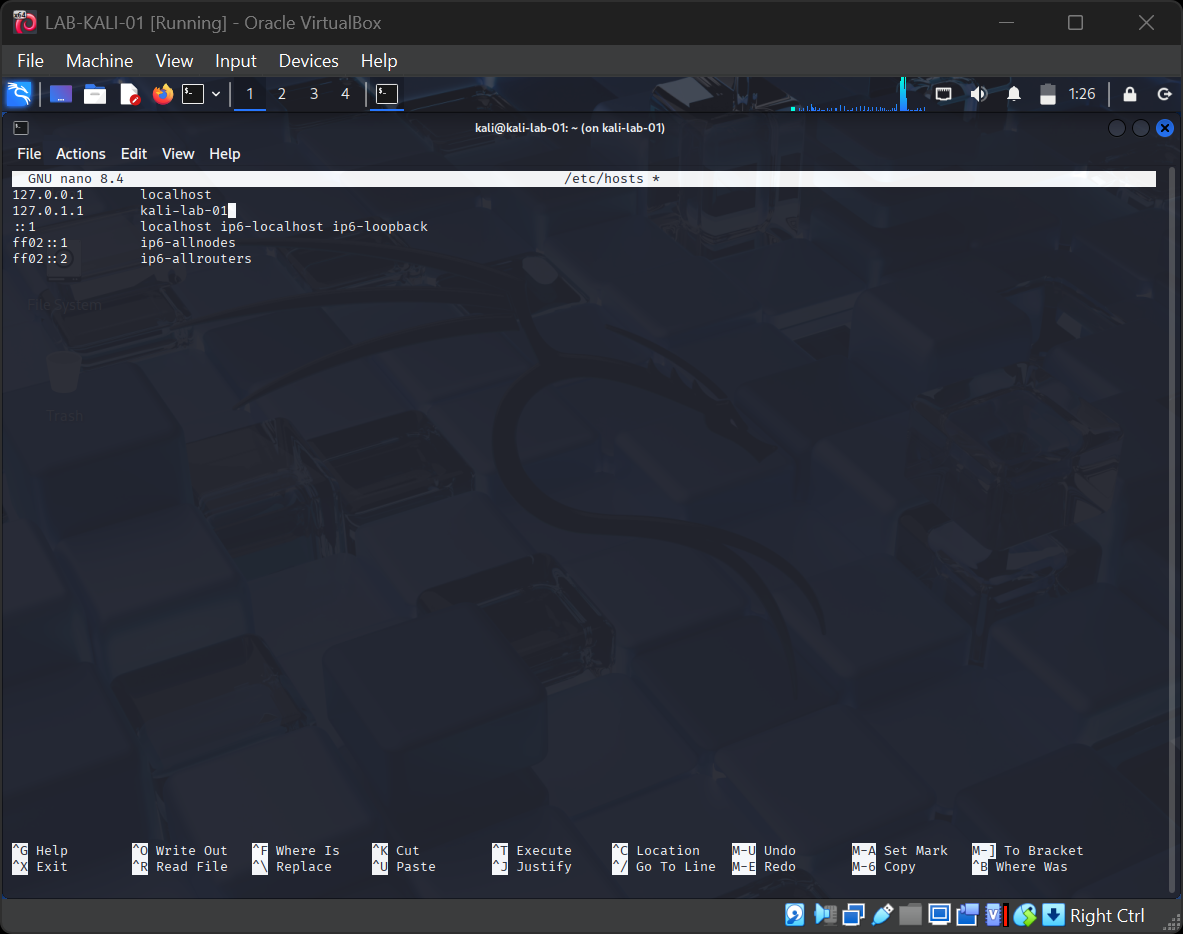 LAB-KALI-01 [Running] - Oracle VirtualBox
File Machine View Input Devices Help
1 2 3 4 1:26
kali@kali-lab-01: ~ (on kali-lab-01)
File Actions Edit View Help
GNU nano 8.4 /etc/hosts *
127.0.0.1 localhost
127.0.1.1 kali-lab-01
::1 localhost ip6-localhost ip6-loopback
ff02::1 ip6-allnodes
ff02::2 ip6-allrouters
File System
Trash
^G Help ^O Write Out ^F Where Is ^K Cut ^T Execute ^C Location M-U Undo M-A Set Mark M-] To Bracket
^X Exit ^R Read File ^\ Replace ^U Paste ^J Justify ^/ Go To Line M-E Redo M-6 Copy ^B Where Was
Right Ctrl